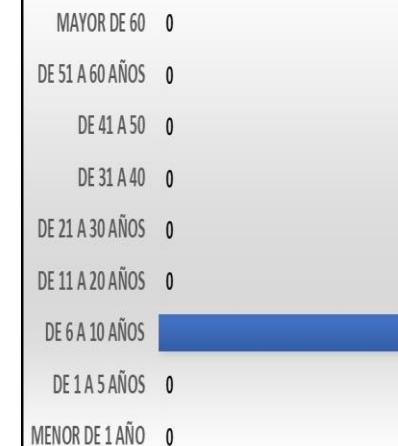 MAYOR DE 60 0
DE 51 A 60 AÑOS 0
DE 41 A 50 0
DE 31 A 40 0
DE 21 A 30 AÑOS 0
DE 11 A 20 AÑOS 0
DE 6 A 10 AÑOS
DE 1 A 5 AÑOS 0
MENOR DE 1 AÑO 0